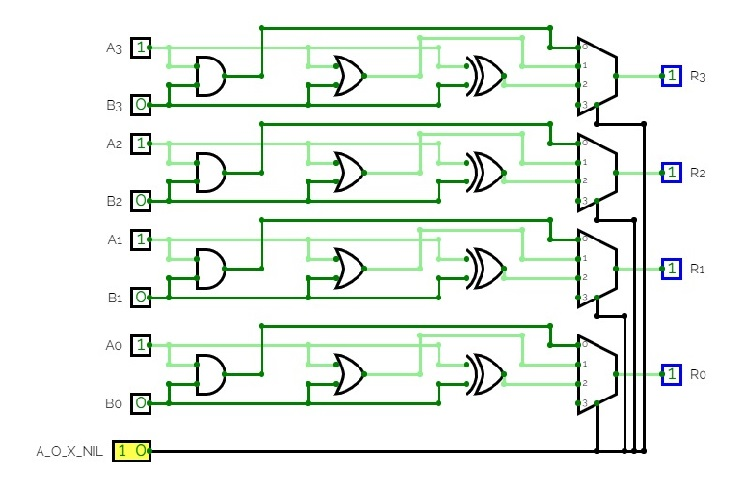 A3 1 0 1 2 3 1 R3
B3 0
A2 1 0 1 2 3 1 R2
B2 0
A1 1 0 1 2 3 1 R1
B1 0
A0 1 0 1 2 3 1 R0
B0 0
A_O_X_NIL 1 0